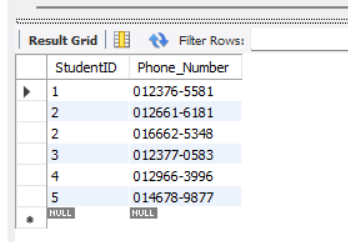 Result Grid Filter Rows:
StudentID Phone_Number
1 012376-5581
2 012661-6181
2 016662-5348
3 012377-0583
4 012966-3996
5 014678-9877
NULL NULL